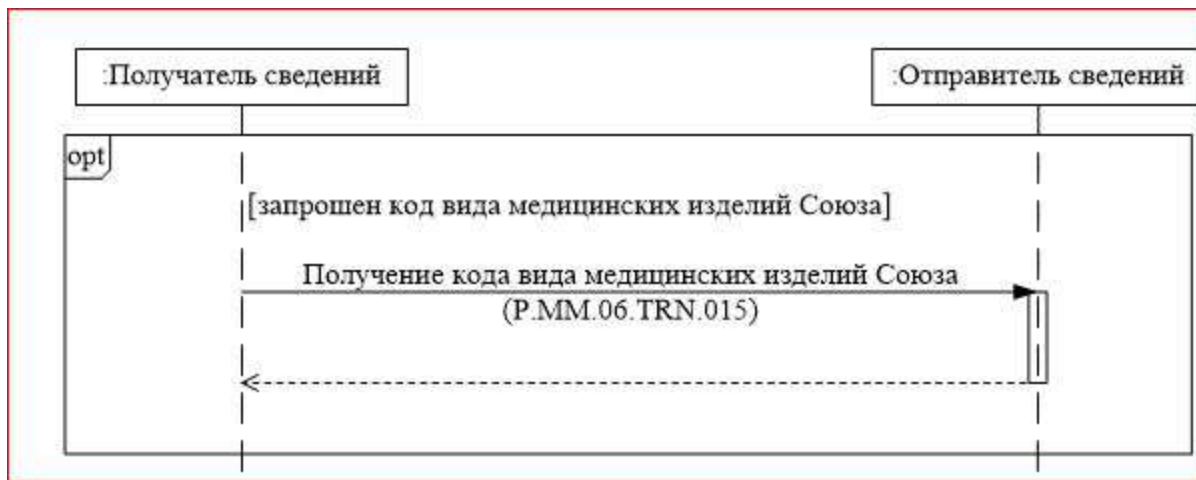 :Получатель сведений
:Отправитель сведений
opt
[запрошен код вида медицинских изделий Союза]
Получение кода вида медицинских изделий Союза
(P.MM.06.TRN.015)